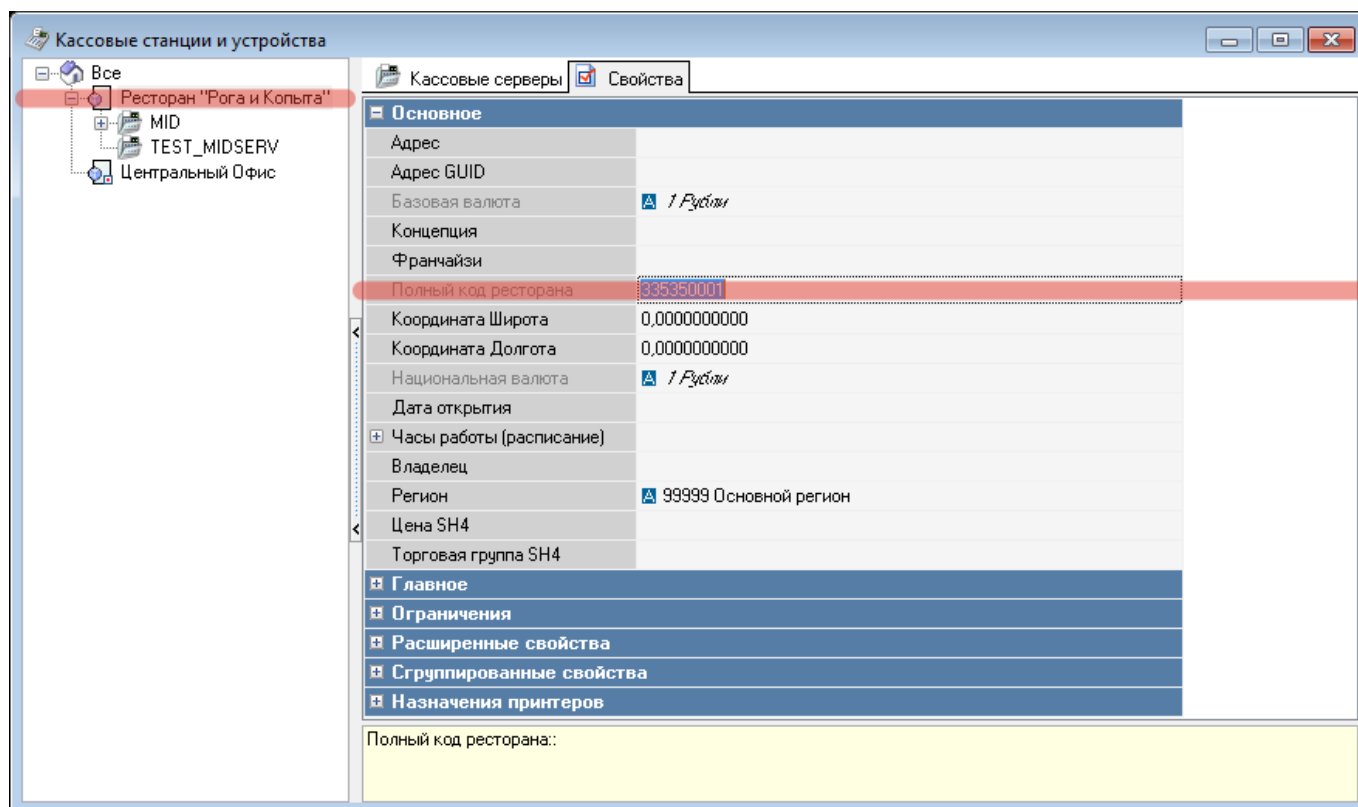 Кассовые станции и устройства
Все
Ресторан "Рога и Копыта"
MID
TEST_MIDSERV
Центральный Офис
Кассовые серверы Свойства
Основное
Адрес
Адрес GUID
Базовая валюта A 1 Рубли
Концепция
Франчайзи
Полный код ресторана 335350001
Координата Широта 0,0000000000
Координата Долгота 0,0000000000
Национальная валюта A 1 Рубли
Дата открытия
Часы работы (расписание)
Владелец
Регион A 99999 Основной регион
Цена SH4
Торговая группа SH4
Главное
Ограничения
Расширенные свойства
Сгруппированные свойства
Назначения принтеров
Полный код ресторана::